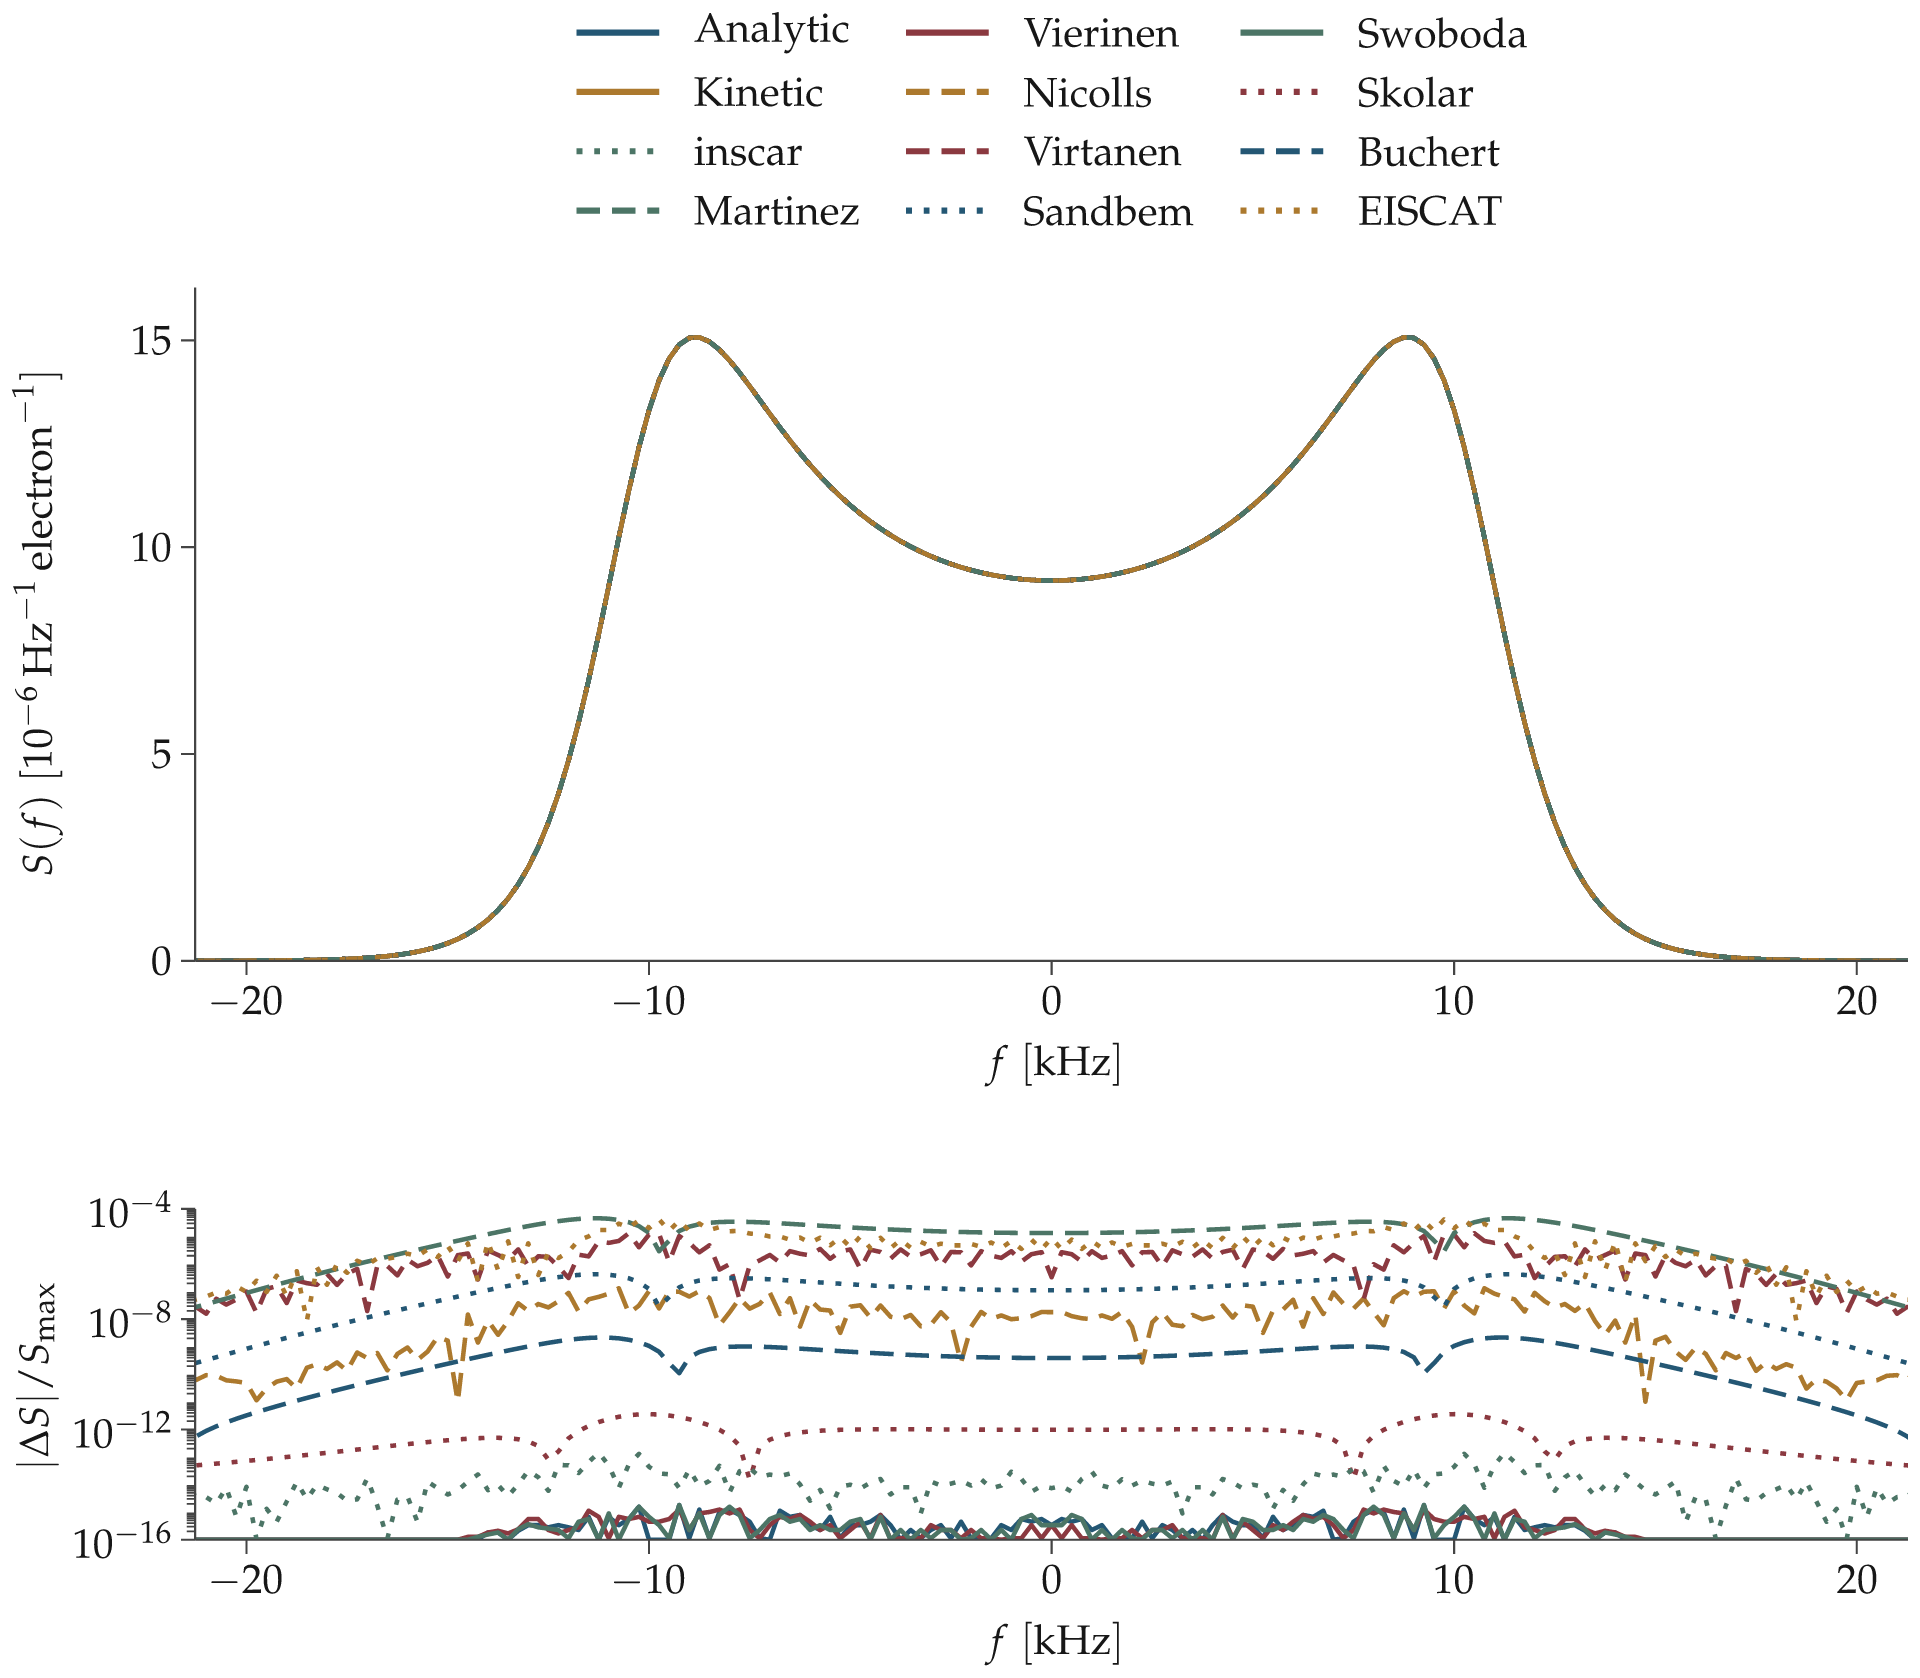 Analytic Vierinen Swoboda
Kinetic Nicolls Skolar
inscar Virtanen Buchert
Martinez Sandbem EISCAT
S(f) [10⁻⁶ Hz⁻¹ electron⁻¹]
15
10
5
0
−20 −10 0 10 20
f [kHz]
|ΔS| / Smax
10⁻⁴
10⁻⁸
10⁻¹²
10⁻¹⁶
−20 −10 0 10 20
f [kHz]